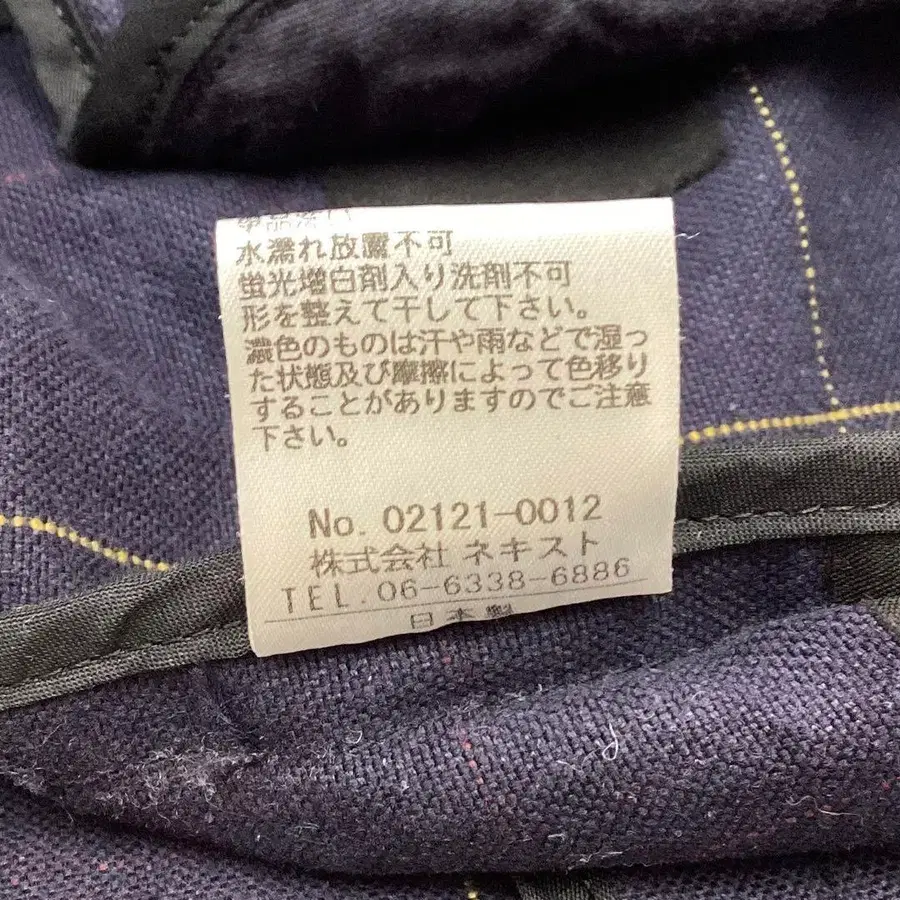 水濡れ放置不可
蛍光増白剤入り洗剤不可
形を整えて干して下さい。
濃色のものは汗や雨などで湿っ
た状態及び摩擦によって色移り
することがありますのでご注意
下さい。
No. 02121-0012
株式会社 ネキスト
TEL.06-6338-6886
日本製